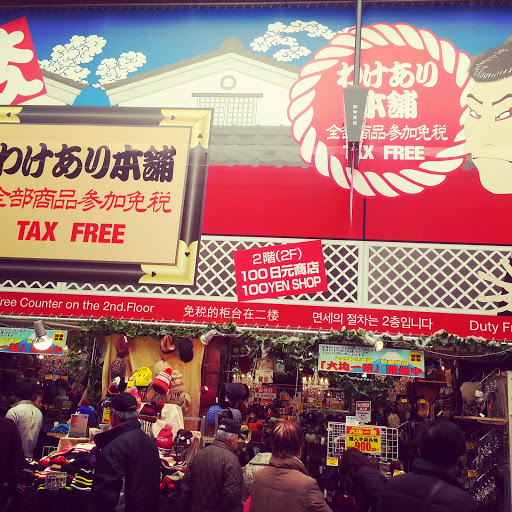 わけあり本舗
全部商品参加免税
TAX FREE
わけあり
本舗
全部商品参加免税
TAX FREE
2階(2F)
100日元商店
100YEN SHOP
ree Counter on the 2nd.Floor
免税的柜台在二楼
면세의 절차는 2층입니다
Duty Fr
900